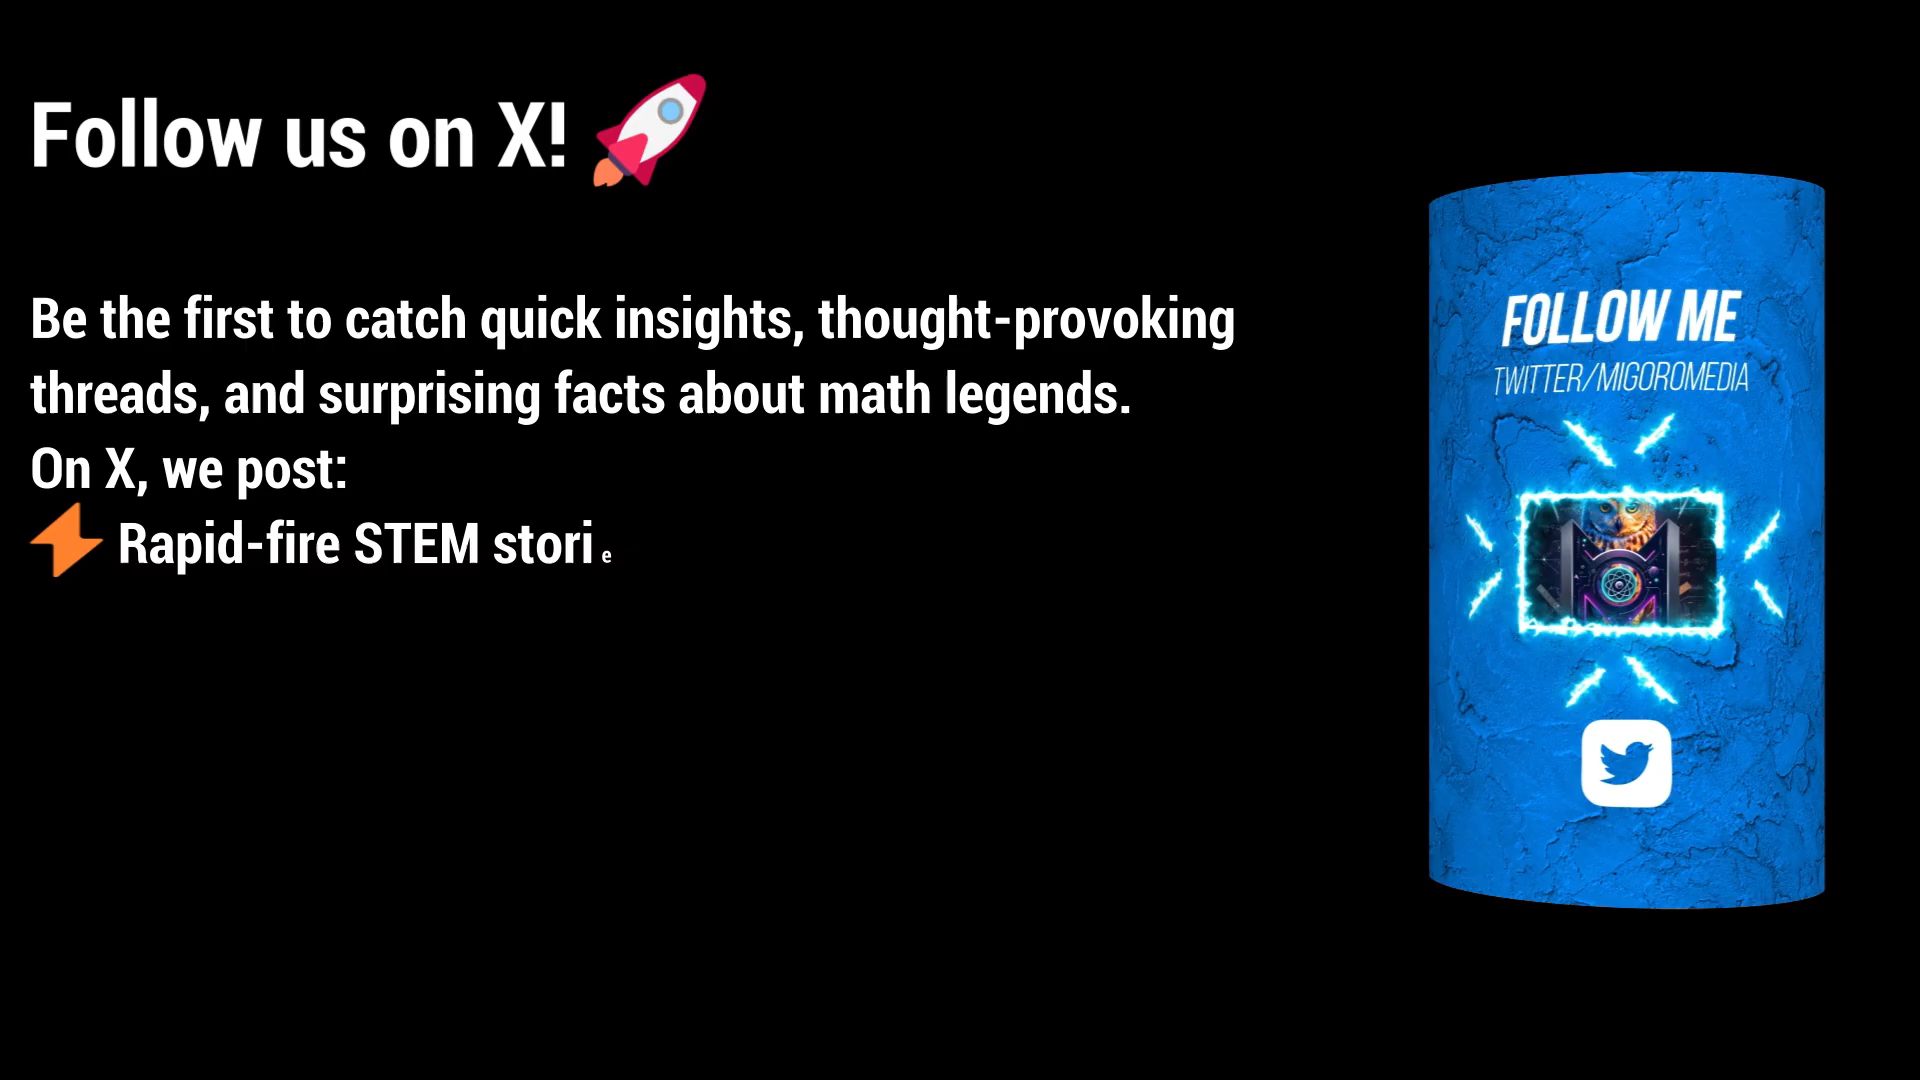 Follow us on X! 🚀
Be the first to catch quick insights, thought-provoking
threads, and surprising facts about math legends.
On X, we post:
⚡ Rapid-fire STEM storie
FOLLOW ME
TWITTER/MIGOROMEDIA